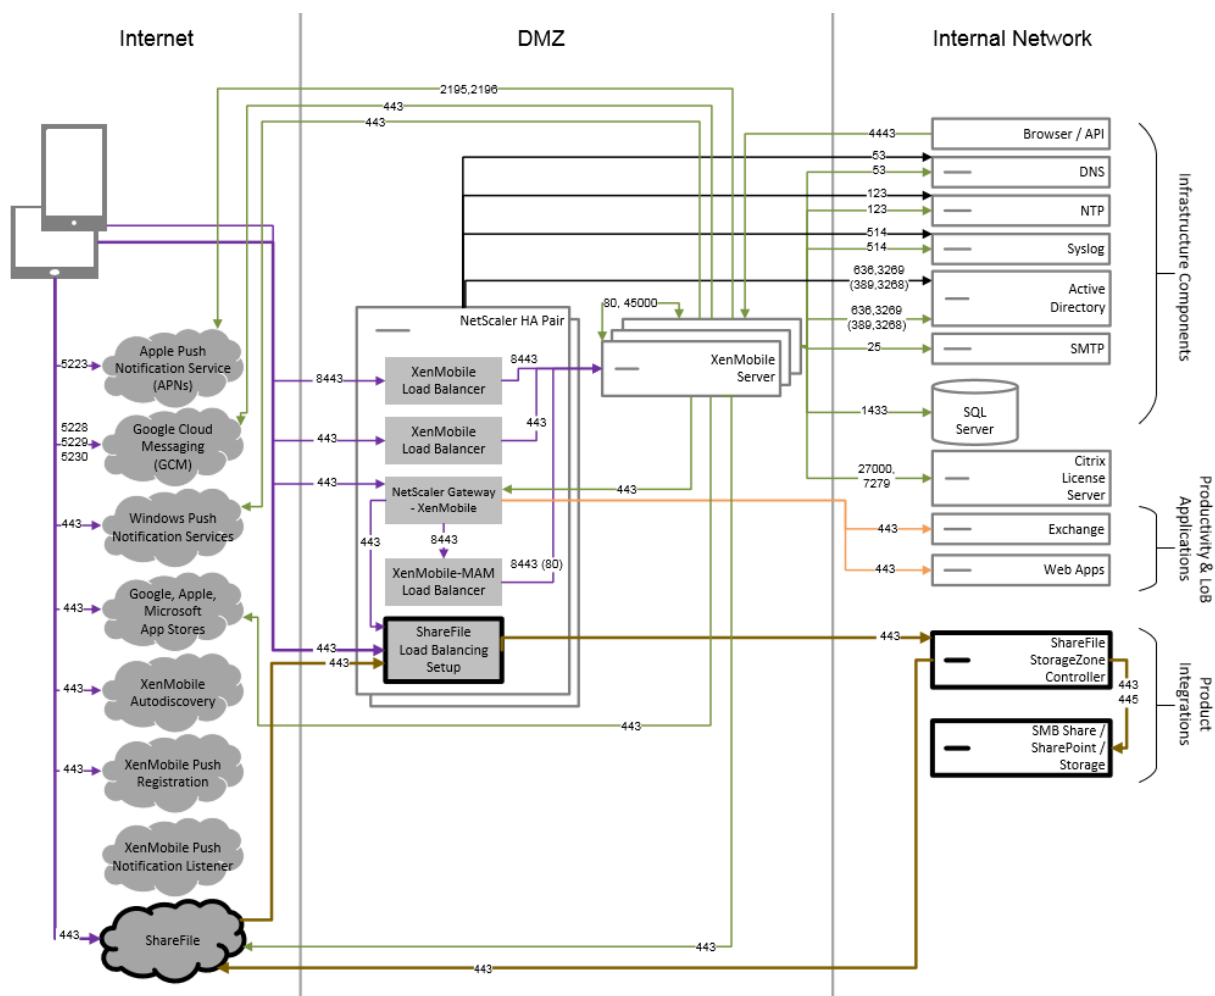 Internet
DMZ
Internal Network
2195,2196
443
443
4443
Browser / API
53
53
DNS
123
123
NTP
514
514
Syslog
636,3269
(389,3268)
636,3269
(389,3268)
Active
Directory
25
SMTP
1433
SQL
Server
27000,
7279
Citrix
License
Server
Infrastructure Components
443
Exchange
443
Web Apps
Productivity & LoB
Applications
443
ShareFile
StorageZone
Controller
443
445
SMB Share /
SharePoint /
Storage
Product
Integrations
NetScaler HA Pair
80, 45000
XenMobile
Server
8443
XenMobile
Load Balancer
8443
443
XenMobile
Load Balancer
443
443
NetScaler Gateway
- XenMobile
443
443
8443
XenMobile-MAM
Load Balancer
8443 (80)
443
443
ShareFile
Load Balancing
Setup
5223
Apple Push
Notification Service
(APNs)
5228
5229
5230
Google Cloud
Messaging
(GCM)
443
Windows Push
Notification Services
443
Google, Apple,
Microsoft
App Stores
443
443
XenMobile
Autodiscovery
443
XenMobile Push
Registration
XenMobile Push
Notification Listener
443
ShareFile
443
443